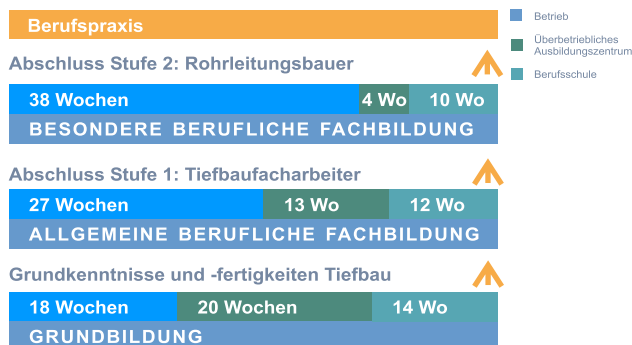 Berufspraxis
Betrieb
Überbetriebliches
Ausbildungszentrum
Berufsschule
Abschluss Stufe 2: Rohrleitungsbauer
38 Wochen 4 Wo 10 Wo
BESONDERE BERUFLICHE FACHBILDUNG
Abschluss Stufe 1: Tiefbaufacharbeiter
27 Wochen 13 Wo 12 Wo
ALLGEMEINE BERUFLICHE FACHBILDUNG
Grundkenntnisse und -fertigkeiten Tiefbau
18 Wochen 20 Wochen 14 Wo
GRUNDBILDUNG